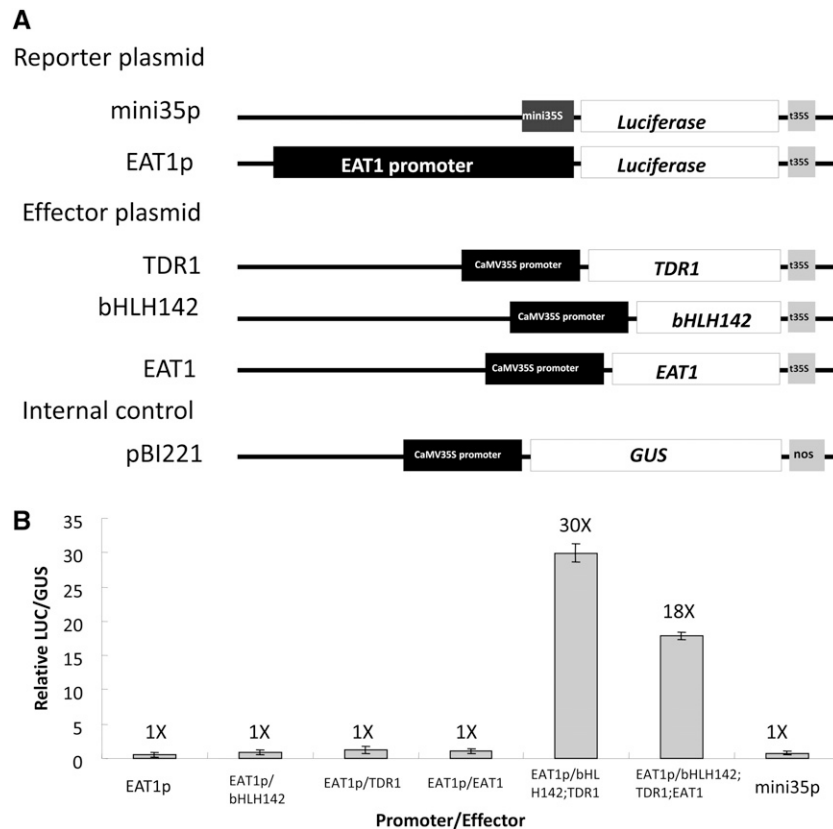 A
Reporter plasmid
mini35p
mini35S
Luciferase
t35S
EAT1p
EAT1 promoter
Luciferase
t35S
Effector plasmid
TDR1
CaMV35S promoter
TDR1
t35S
bHLH142
CaMV35S promoter
bHLH142
t35S
EAT1
CaMV35S promoter
EAT1
t35S
Internal control
pBI221
CaMV35S promoter
GUS
nos
B
Relative LUC/GUS
35
30
25
20
15
10
5
0
1X
1X
1X
1X
30X
18X
1X
EAT1p
EAT1p/
bHLH142
EAT1p/TDR1
EAT1p/EAT1
EAT1p/bHL
H142;TDR1
EAT1p/bHLH142;
TDR1;EAT1
mini35p
Promoter/Effector